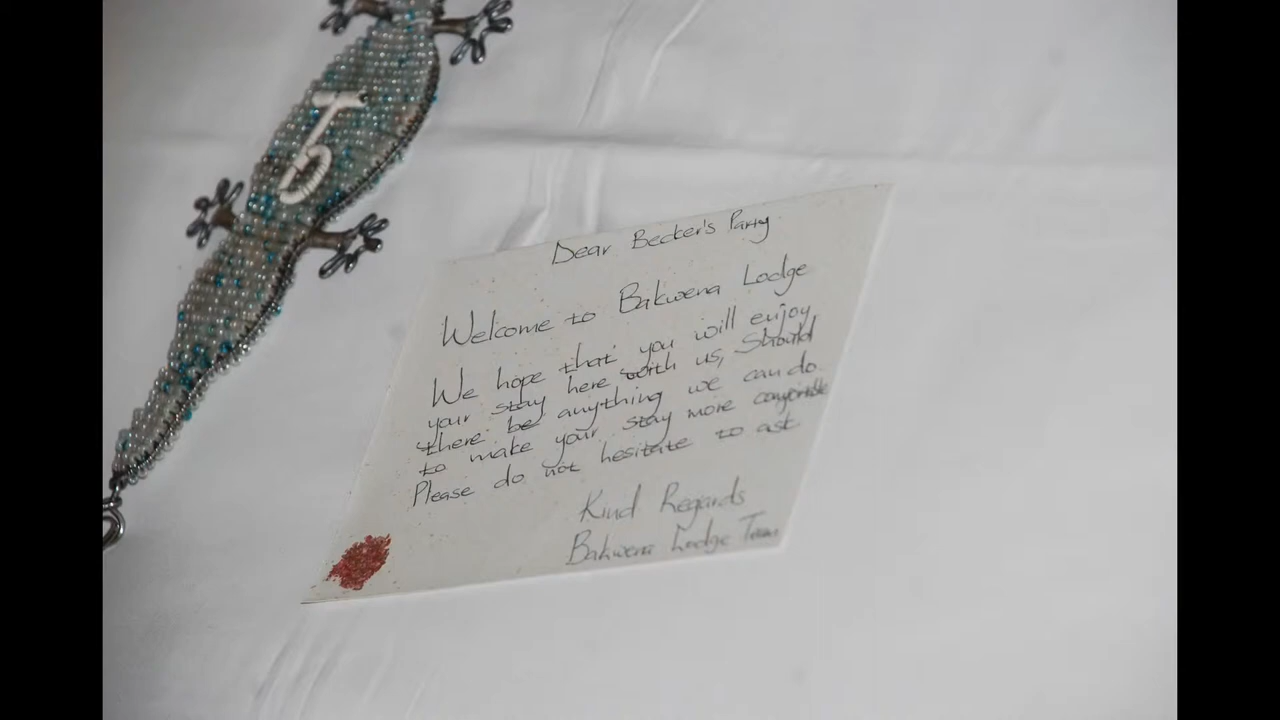 5
Dear Becker's Party
Welcome to Bakwena Lodge
We hope that you will enjoy
your stay here with us, Should
there be anything we can do
to make your stay more comfortable
Please do not hesitate to ask
Kind Regards
Bakwena Lodge Team